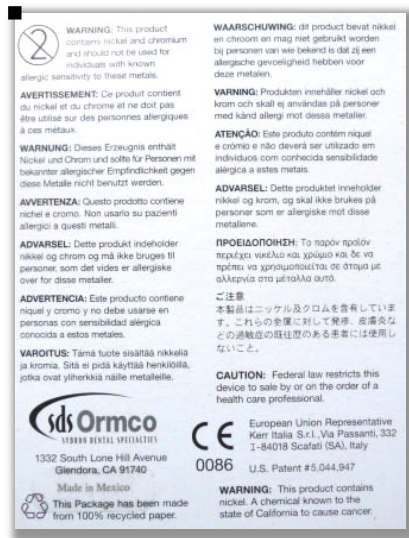 2
WARNING: This product
contains nickel and chromium
and should not be used for
individuals with known
allergic sensitivity to these metals.
AVERTISSEMENT: Ce produit contient
du nickel et du chrome et ne doit pas
être utilisé sur des personnes allergiques
à ces métaux.
WARNUNG: Dieses Erzeugnis enthält
Nickel und Chrom und sollte für Personen mit
bekannter allergischer Empfindlichkeit gegen
diese Metalle nicht benutzt werden.
AVVERTENZA: Questo prodotto contiene
nichel e cromo. Non usario su pazienti
allergici a questi metalli.
ADVARSEL: Dette produkt indeholder
nikkel og chrom og må ikke bruges til
personer, som det vides er allergiske
over for disse metaller.
ADVERTENCIA: Este producto contiene
niquel y cromo y no debe usarse en
personas con sensibilidad alérgica
conocida a estos metales.
VAROITUS: Tämä tuote sisältää nikkeliä
ja kromia. Sitä ei pidä käyttää henkilöillä,
jotka ovat yliherkkiä näille metalleille.
sds Ormco
SYBRON DENTAL SPECIALTIES
1332 South Lone Hill Avenue
Glendora, CA 91740
Made in Mexico
This Package has been made
from 100% recycled paper.
WAARSCHUWING: dit product bevat nikkel
en chroom en mag niet gebruikt worden
bij personen van wie bekend is dat zij een
allergische gevoeligheid hebben voor
deze metalen.
VARNING: Produkten innehåller nickel och
krom och skall ej användas på personer
med känd allergi mot dessa metaller.
ATENÇÃO: Este produto contém níquel
e crómio e não deverá ser utilizado em
indivíduos com conhecida sensibilidade
alérgica a estes metais.
ADVARSEL: Dette produktet inneholder
nikkel og krom, og skal ikke brukes på
personer som er allergiske mot disse
metallene.
ΠΡΟΕΙΔΟΠΟΙΗΣΗ: Το παρόν προϊόν
περιέχει νικέλιο και χρώμιο και δε να
πρέπει να χρησιμοποιείται σε άτομα με
αλλεργία στα μέταλλα αυτά.
ご注意
本製品はニッケル及クロムを含有していま
す。これらの金属に対して発疹、皮膚炎な
どの過敏症の既往歴のある患者には使用し
ないこと。
CAUTION: Federal law restricts this
device to sale by or on the order of a
health care professional.
CE
0086
European Union Representative
Kerr Italia S.r.l.,Via Passanti, 332
I-84018 Scafati (SA), Italy
U.S. Patent #5,044,947
WARNING: This product contains
nickel. A chemical known to the
state of California to cause cancer.